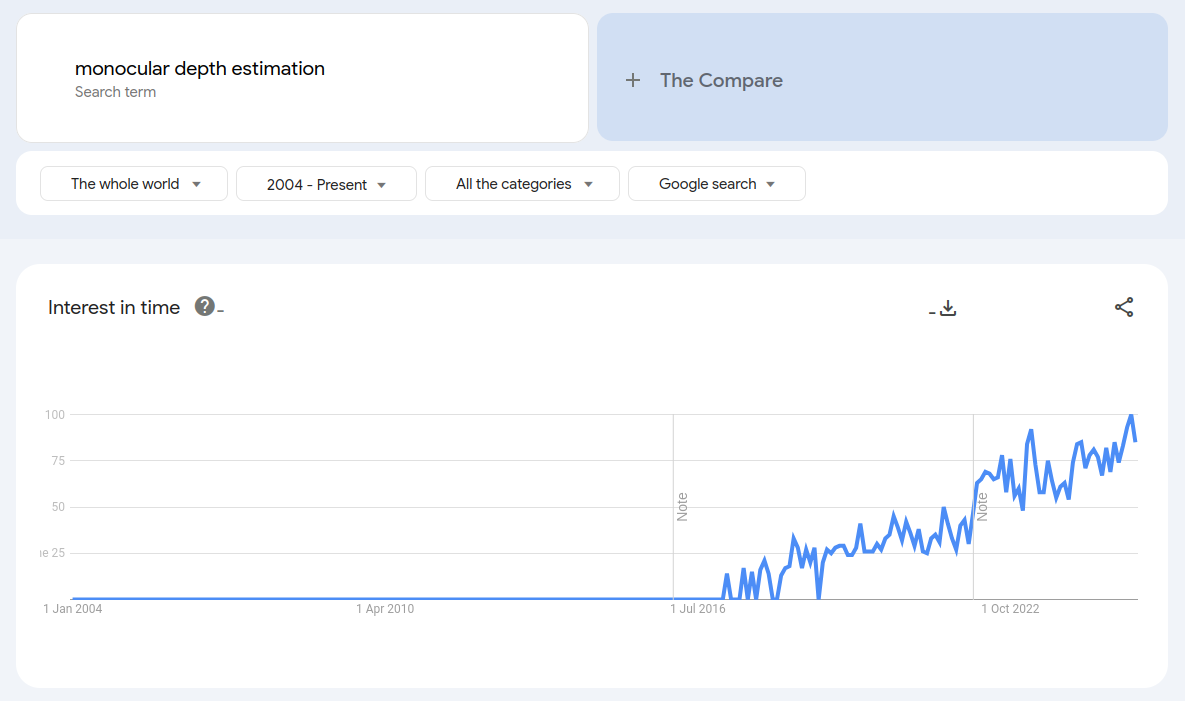 monocular depth estimation
Search term
+ The Compare
The whole world
2004 - Present
All the categories
Google search
Interest in time
?
100
75
50
ie 25
Note
Note
1 Jan 2004
1 Apr 2010
1 Jul 2016
1 Oct 2022